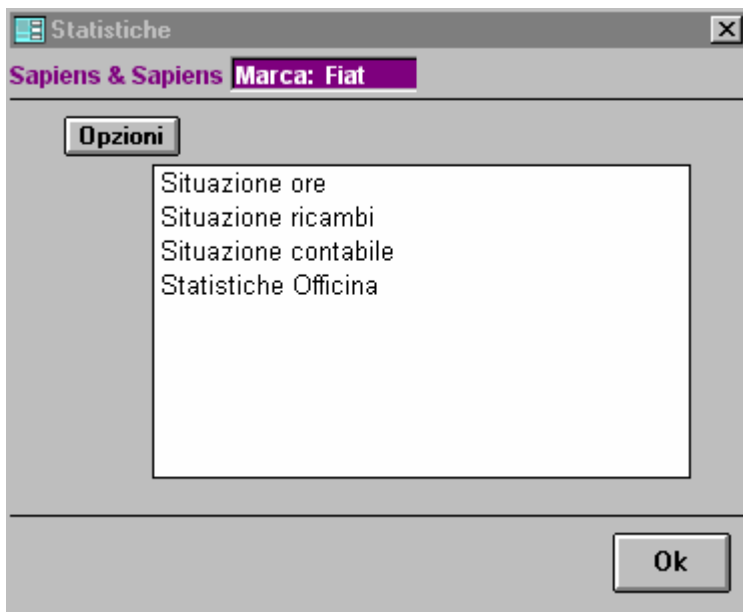 Statistiche
Sapiens & Sapiens Marca: Fiat
Opzioni
Situazione ore
Situazione ricambi
Situazione contabile
Statistiche Officina
Ok